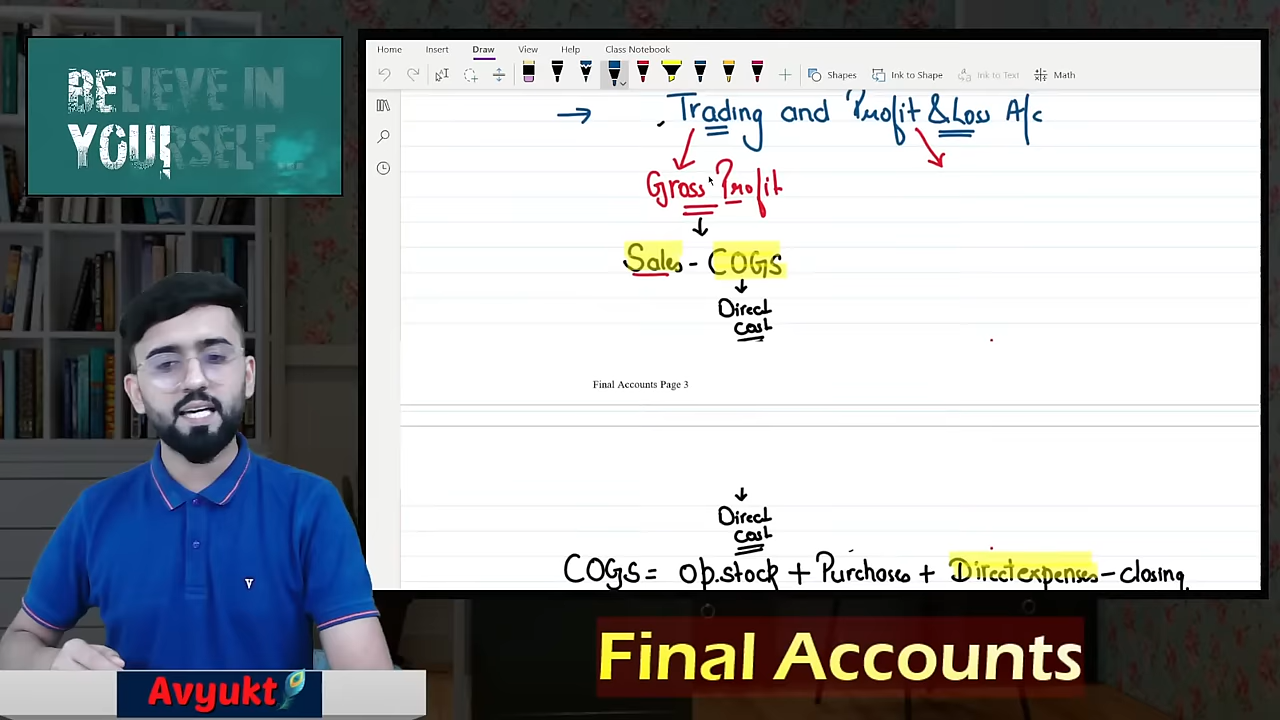 BELIEVE IN
YOURSELF...
Home Insert Draw View Help Class Notebook
Shapes Ink to Shape Ink to Text Math
→ Trading and Profit & Loss A/c
Gross Profit
Sales - COGS
Direct
cost
Final Accounts Page 3
Direct
cost
COGS = op.stock + Purchases + Direct expenses - closing
Final Accounts
Avyukt